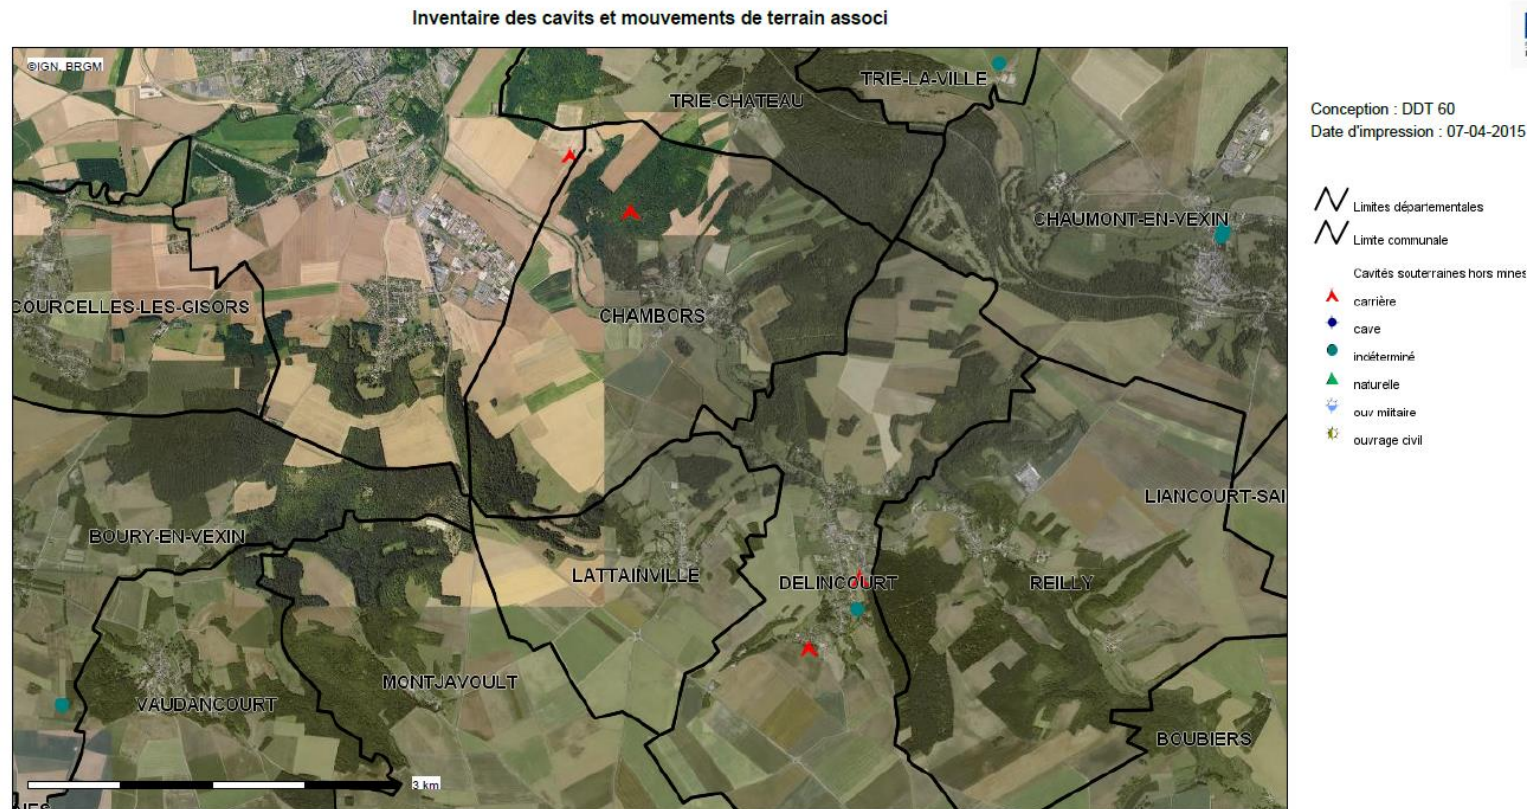 Inventaire des cavits et mouvements de terrain associ
©IGN, BRGM
TRIE-LA-VILLE
TRIE-CHATEAU
CHAUMONT-EN-VEXIN
COURCELLES-LES-GISORS
CHAMBORS
LIANCOURT-SAI
BOURY-EN-VEXIN
LATTAINVILLE
DELINCOURT
REILLY
MONTJAVOULT
VAUDANCOURT
BOUBIERS
3 km
Conception : DDT 60
Date d'impression : 07-04-2015
Limites départementales
Limite communale
Cavités souterraines hors mines
carrière
cave
indéterminé
naturelle
ouv militaire
ouvrage civil